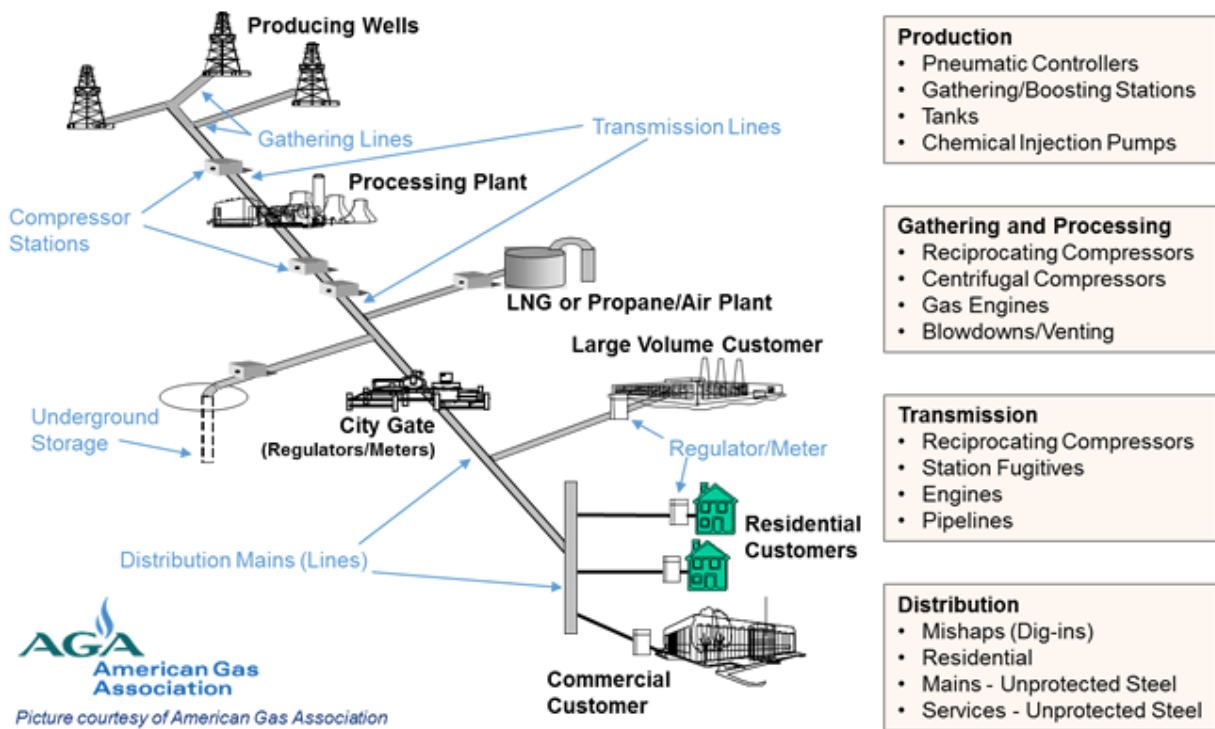 Producing Wells
Gathering Lines
Transmission Lines
Processing Plant
Compressor
Stations
LNG or Propane/Air Plant
Large Volume Customer
Underground
Storage
City Gate
(Regulators/Meters)
Regulator/Meter
Residential
Customers
Distribution Mains (Lines)
Commercial
Customer
AGA
American Gas
Association
Picture courtesy of American Gas Association
Production
• Pneumatic Controllers
• Gathering/Boosting Stations
• Tanks
• Chemical Injection Pumps
Gathering and Processing
• Reciprocating Compressors
• Centrifugal Compressors
• Gas Engines
• Blowdowns/Venting
Transmission
• Reciprocating Compressors
• Station Fugitives
• Engines
• Pipelines
Distribution
• Mishaps (Dig-ins)
• Residential
• Mains - Unprotected Steel
• Services - Unprotected Steel